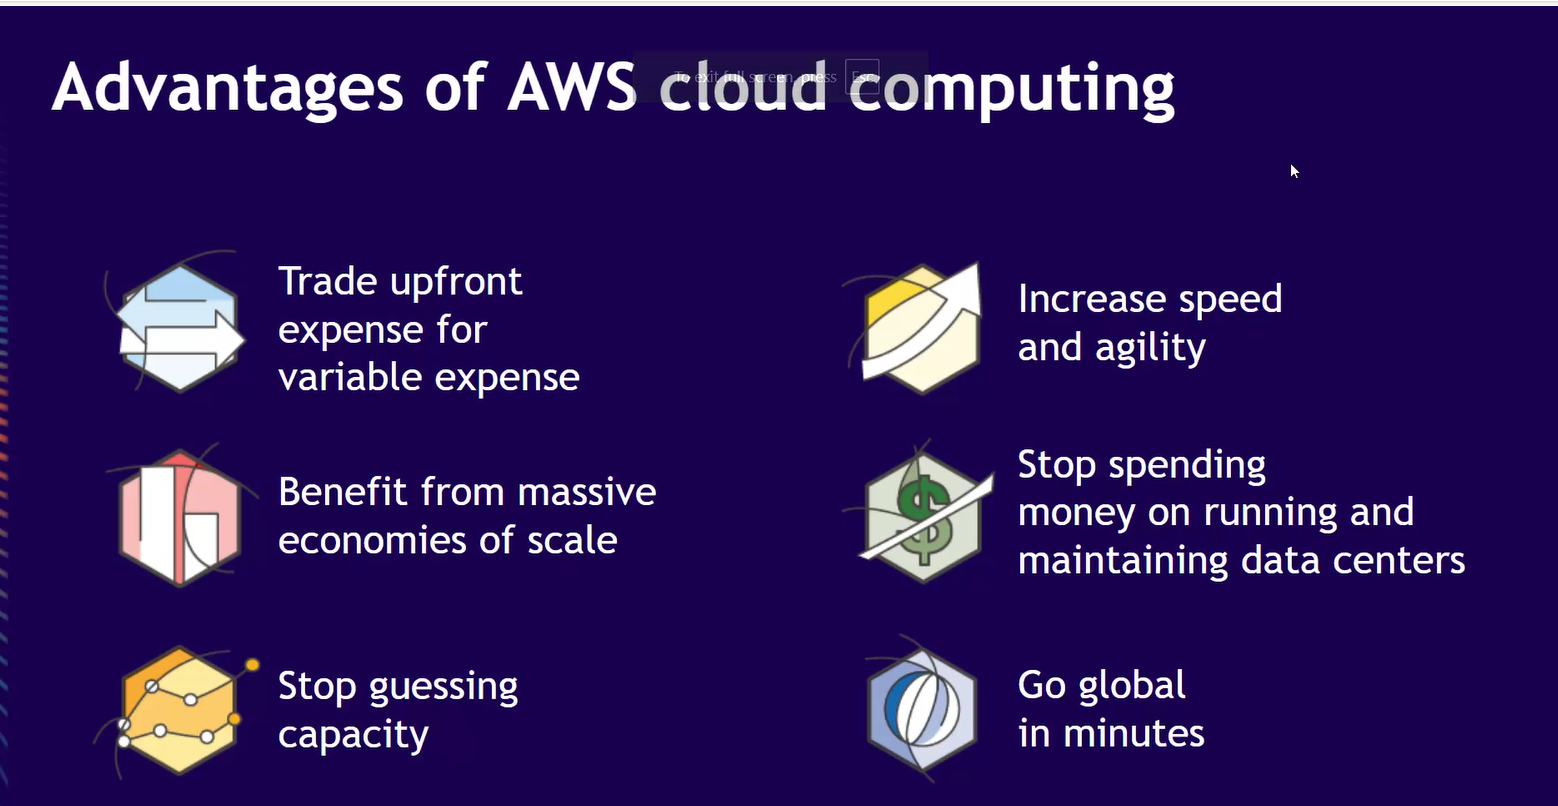 Advantages of AWS cloud computing
To exit full screen, press Esc
Trade upfront
expense for
variable expense
Increase speed
and agility
Benefit from massive
economies of scale
Stop spending
money on running and
maintaining data centers
Stop guessing
capacity
Go global
in minutes